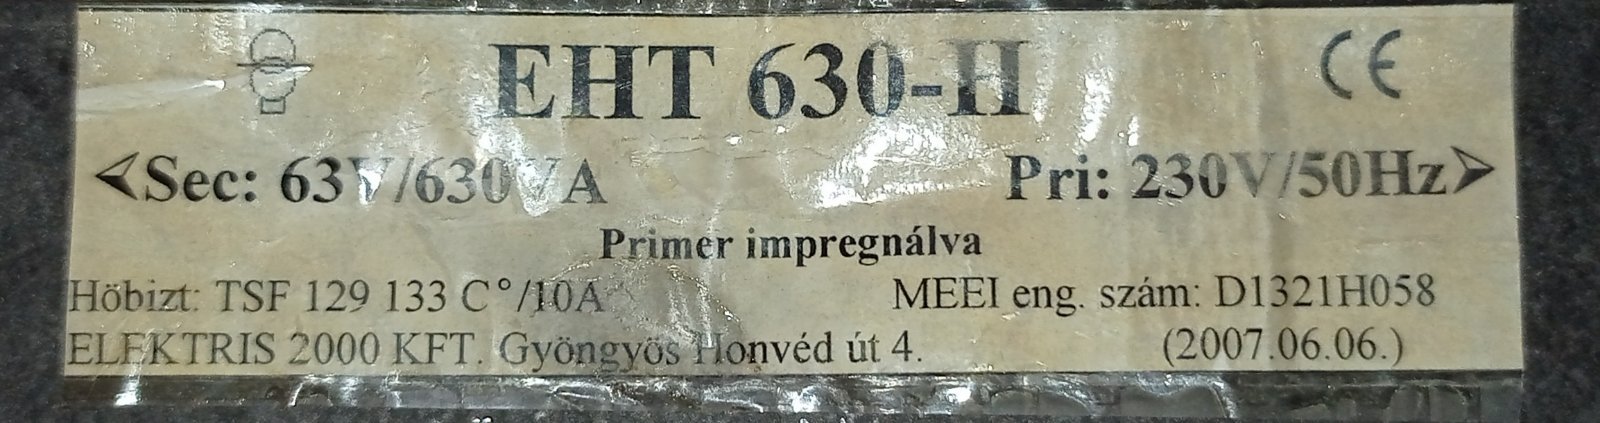 EHT 630-H CE
Sec: 63V/630VA Pri: 230V/50Hz
Primer impregnálva
Höbizt: TSF 129 133 C°/10A MEEI eng. szám: D1321H058
ELEKTRIS 2000 KFT. Gyöngyös Honvéd út 4. (2007.06.06.)